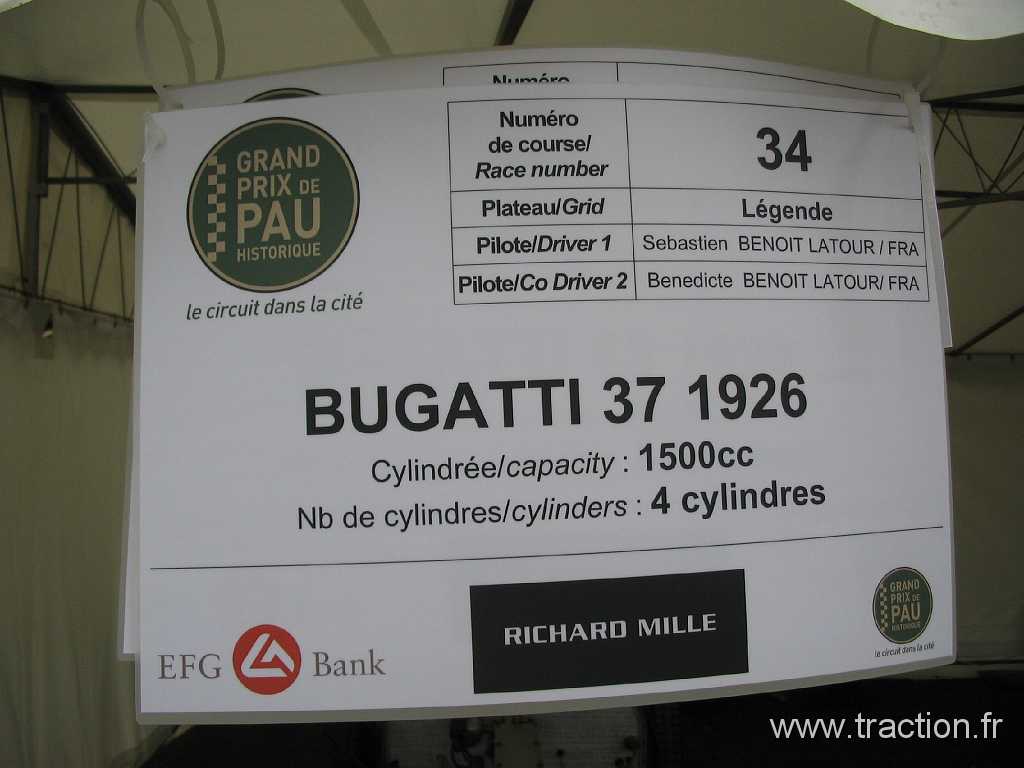 Numéro
Numéro
de course/
Race number
34
Plateau/Grid
Légende
Pilote/Driver 1
Sebastien BENOIT LATOUR / FRA
Pilote/Co Driver 2
Benedicte BENOIT LATOUR/ FRA
GRAND
PRIX DE
PAU
HISTORIQUE
le circuit dans la cité
BUGATTI 37 1926
Cylindrée/capacity : 1500cc
Nb de cylindres/cylinders : 4 cylindres
EFG Bank
RICHARD MILLE
GRAND
PRIX DE
PAU
HISTORIQUE
le circuit dans la cité
www.traction.fr